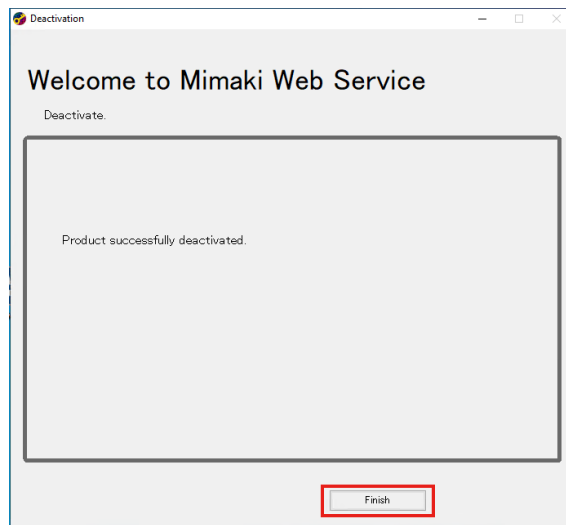 Deactivation
Welcome to Mimaki Web Service
Deactivate.
Product successfully deactivated.
Finish